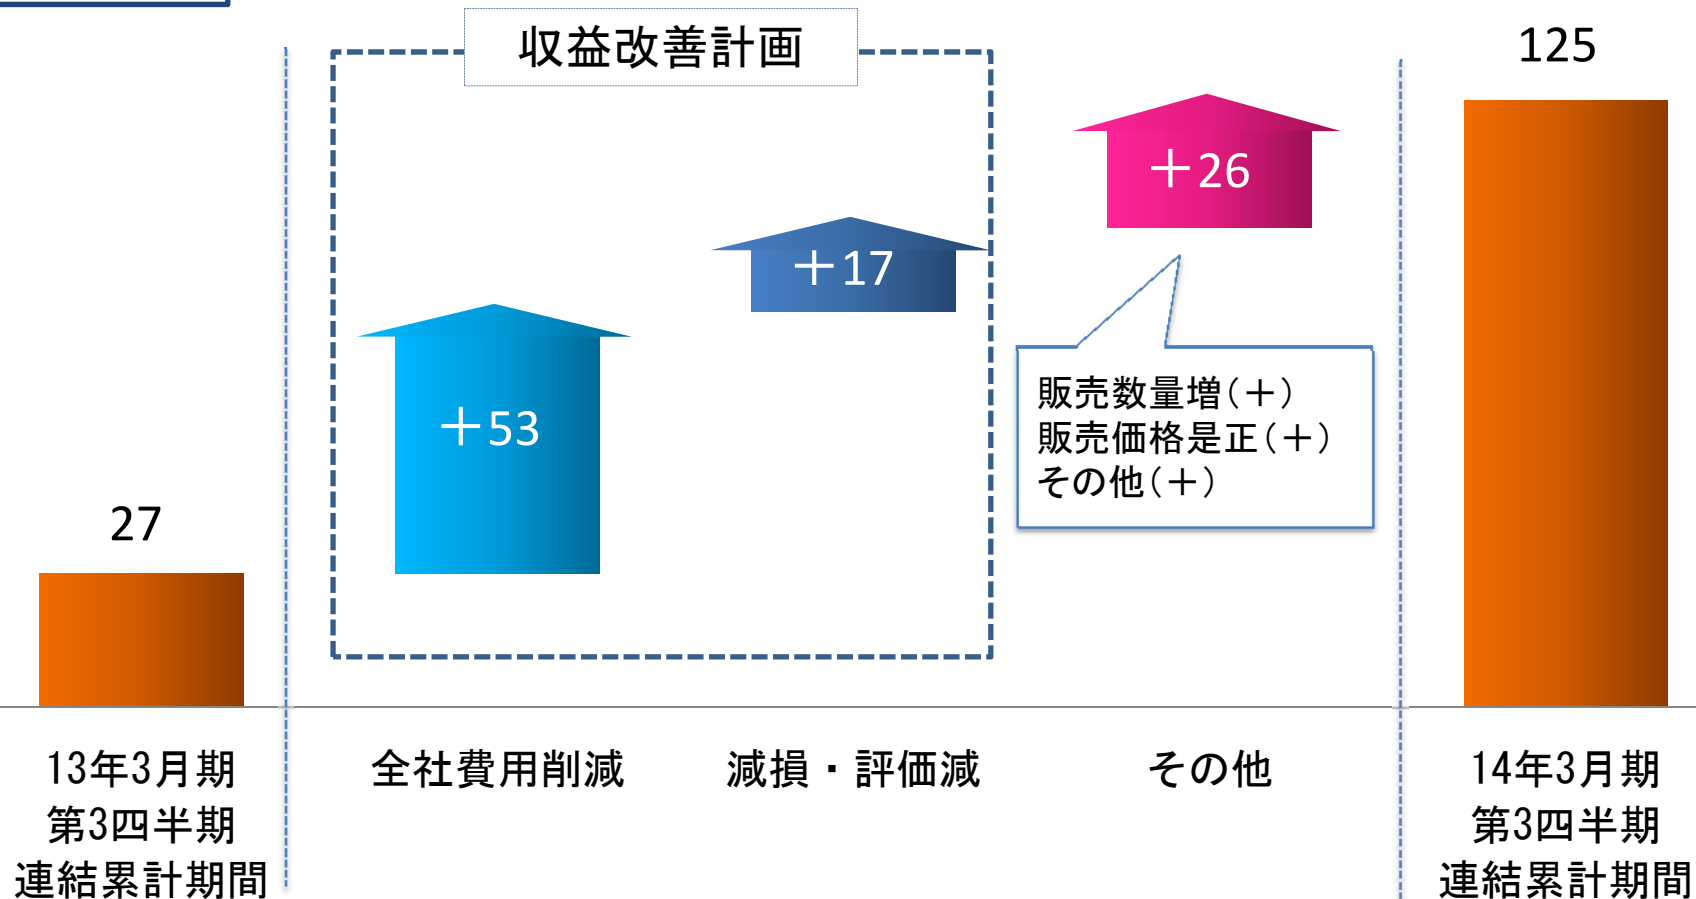 収益改善計画
125
＋26
＋17
＋53
販売数量増（＋）
販売価格是正（＋）
その他（＋）
27
13年3月期
第3四半期
連結累計期間
全社費用削減
減損・評価減
その他
14年3月期
第3四半期
連結累計期間